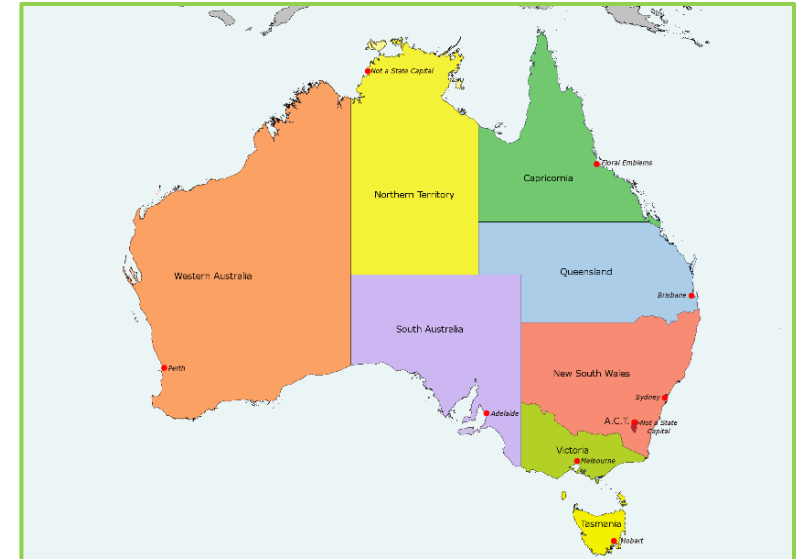 Not a State Capital
Floral Emblems
Capricornia
Northern Territory
Queensland
Western Australia
Brisbane
South Australia
Perth
New South Wales
Sydney
Adelaide
A.C.T.
Not a State
Capital
Victoria
Melbourne
Tasmania
Hobart